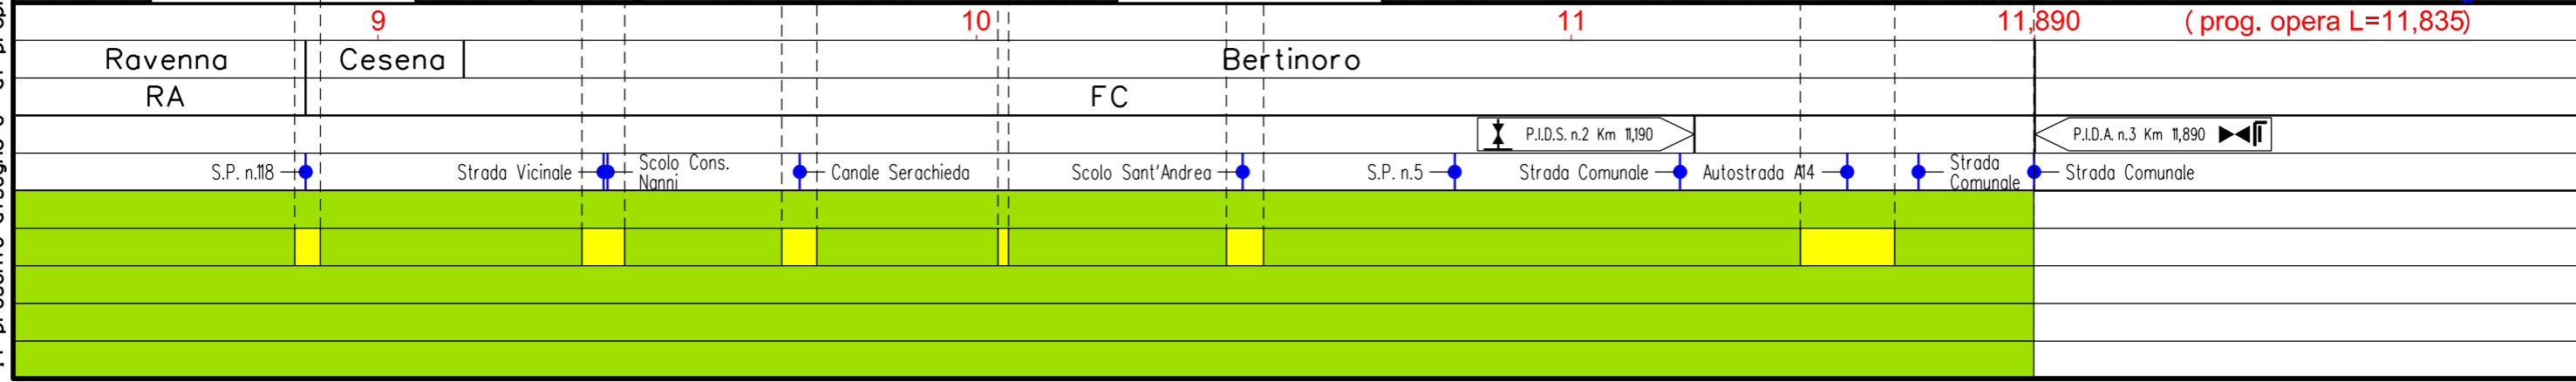 9 10 11 11,890 ( prog. opera L=11,835)
Ravenna Cesena Bertinoro
RA FC
P.I.D.S. n.2 Km 11,190 P.I.D.A. n.3 Km 11,890
S.P. n.118 Strada Vicinale Scolo Cons.
Nanni Canale Serachieda Scolo Sant'Andrea S.P. n.5 Strada Comunale Autostrada A14 Strada
Comunale Strada Comunale